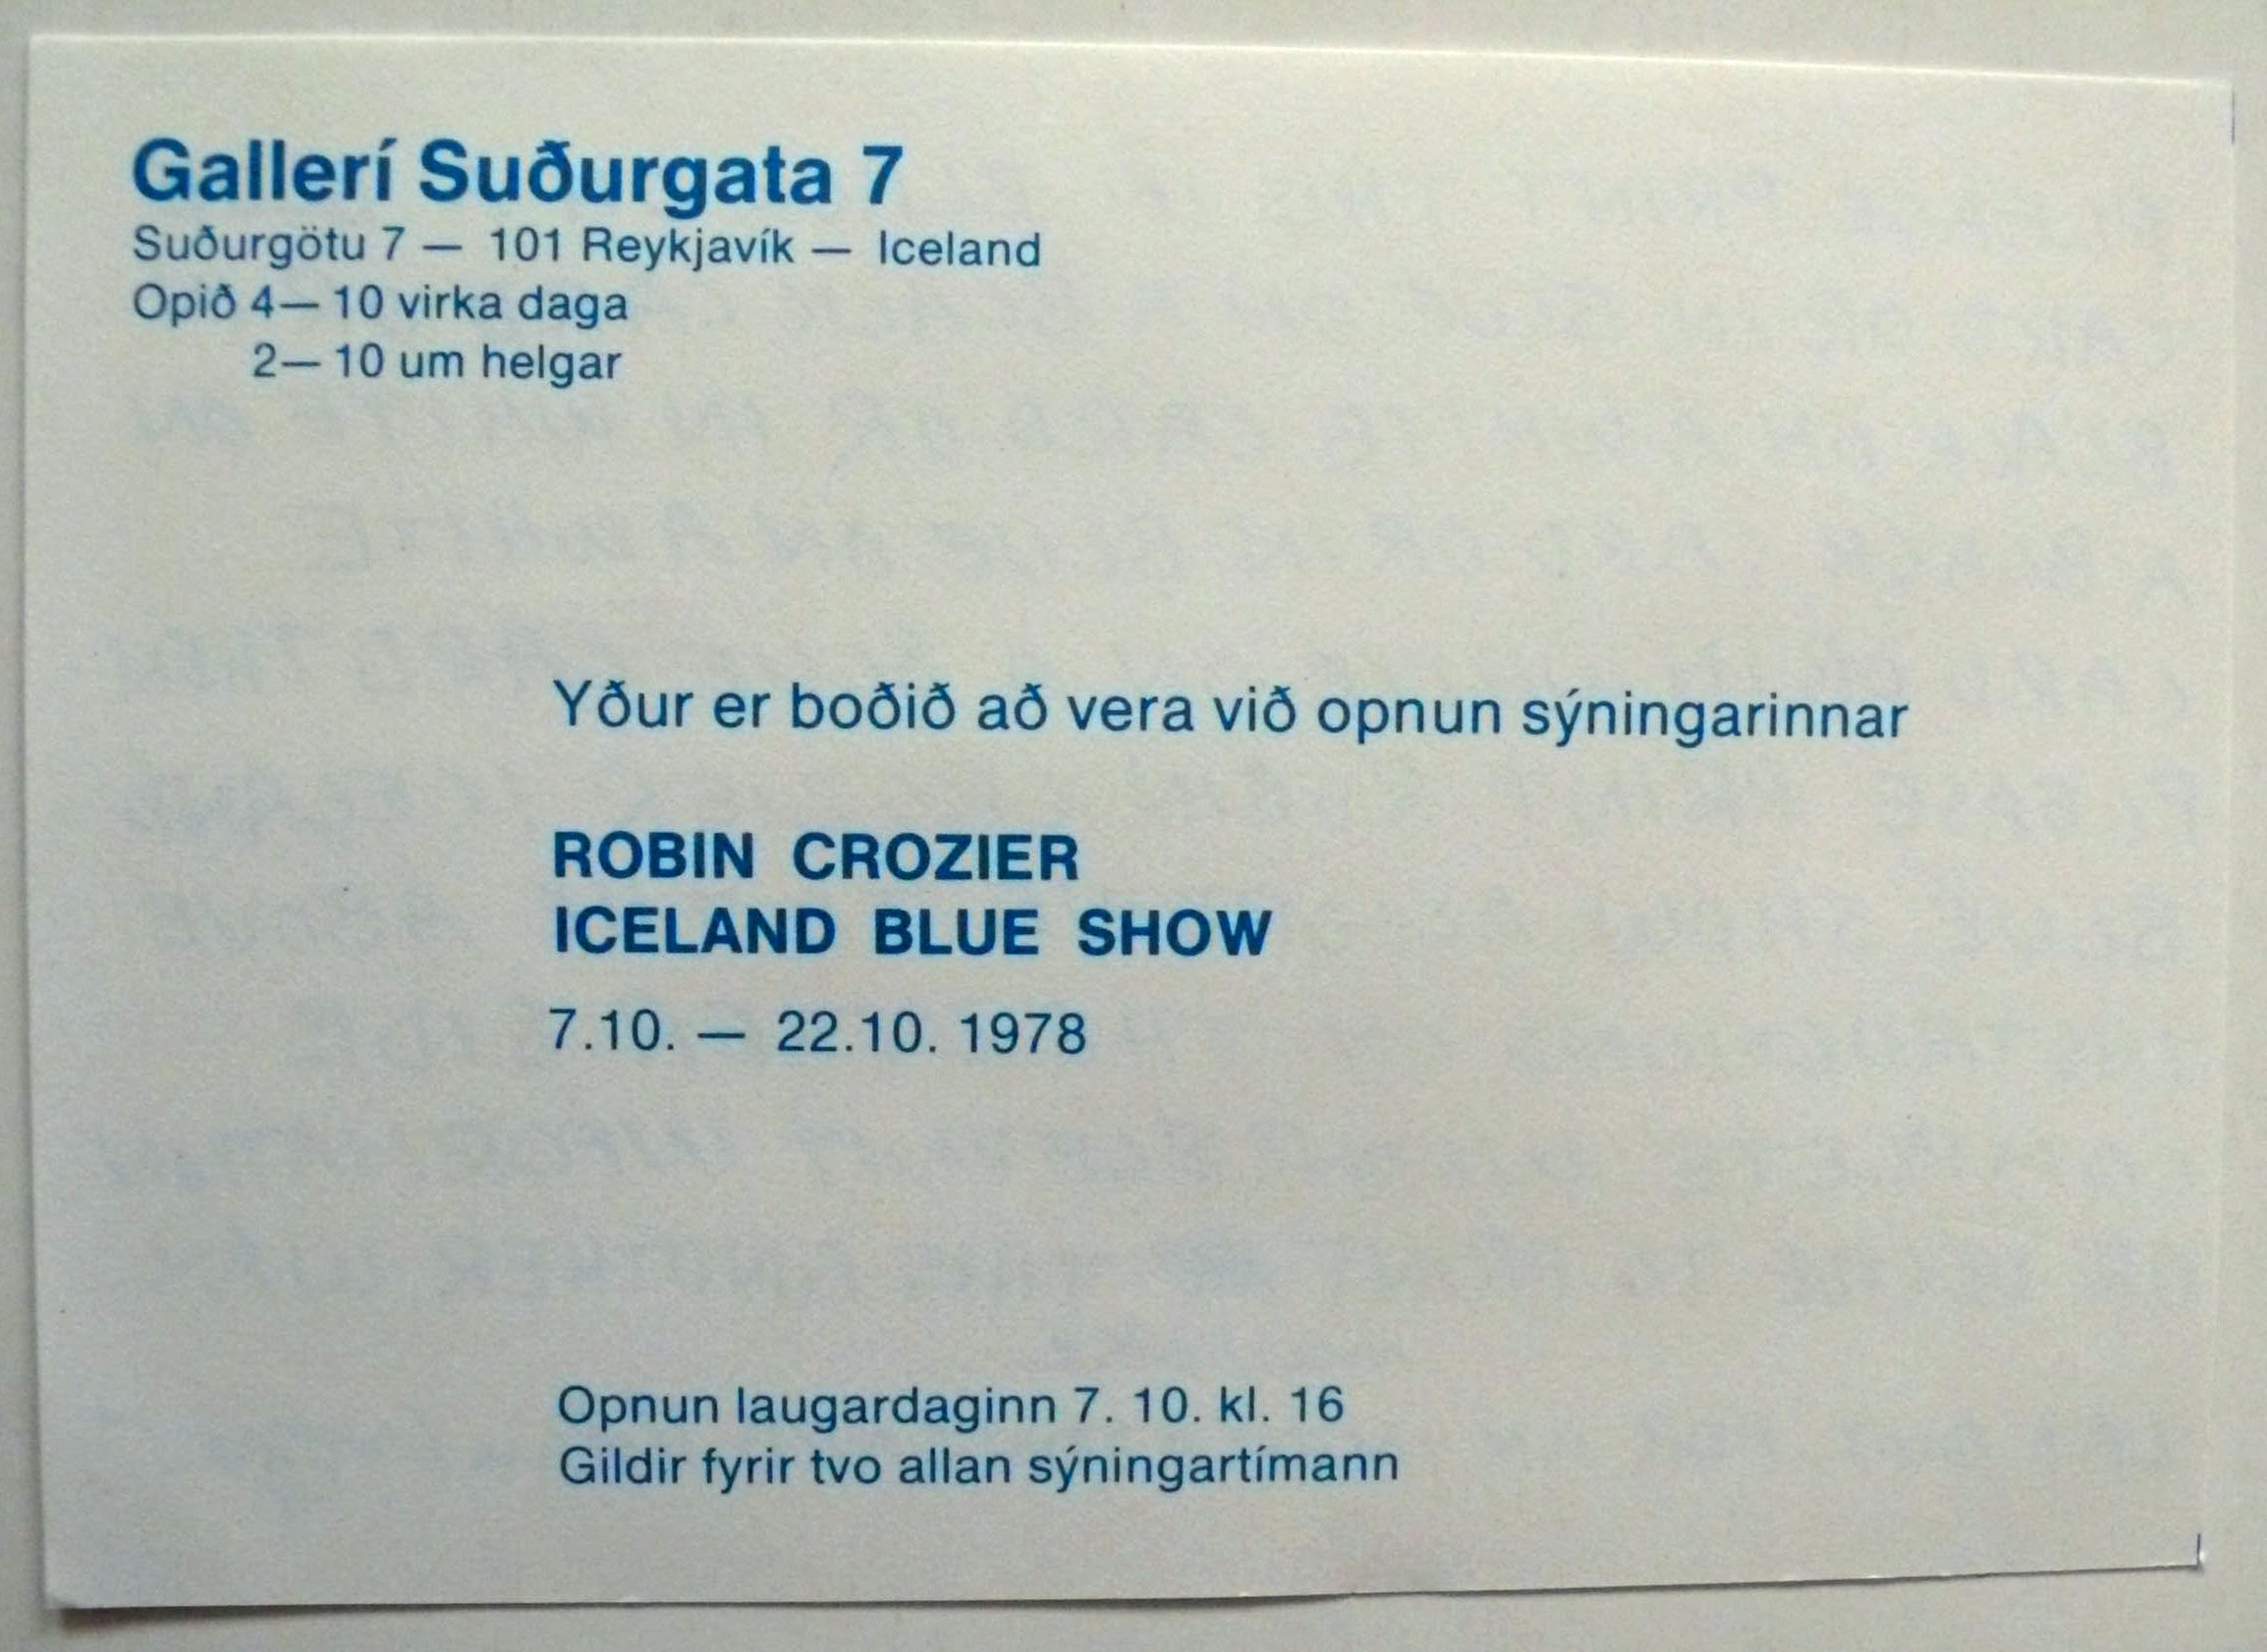 Gallerí Suðurgata 7
Suðurgötu 7 — 101 Reykjavík — Iceland
Opið 4— 10 virka daga
2— 10 um helgar
Yður er boðið að vera við opnun sýningarinnar
ROBIN CROZIER
ICELAND BLUE SHOW
7.10. — 22.10. 1978
Opnun laugardaginn 7. 10. kl. 16
Gildir fyrir tvo allan sýningartímann